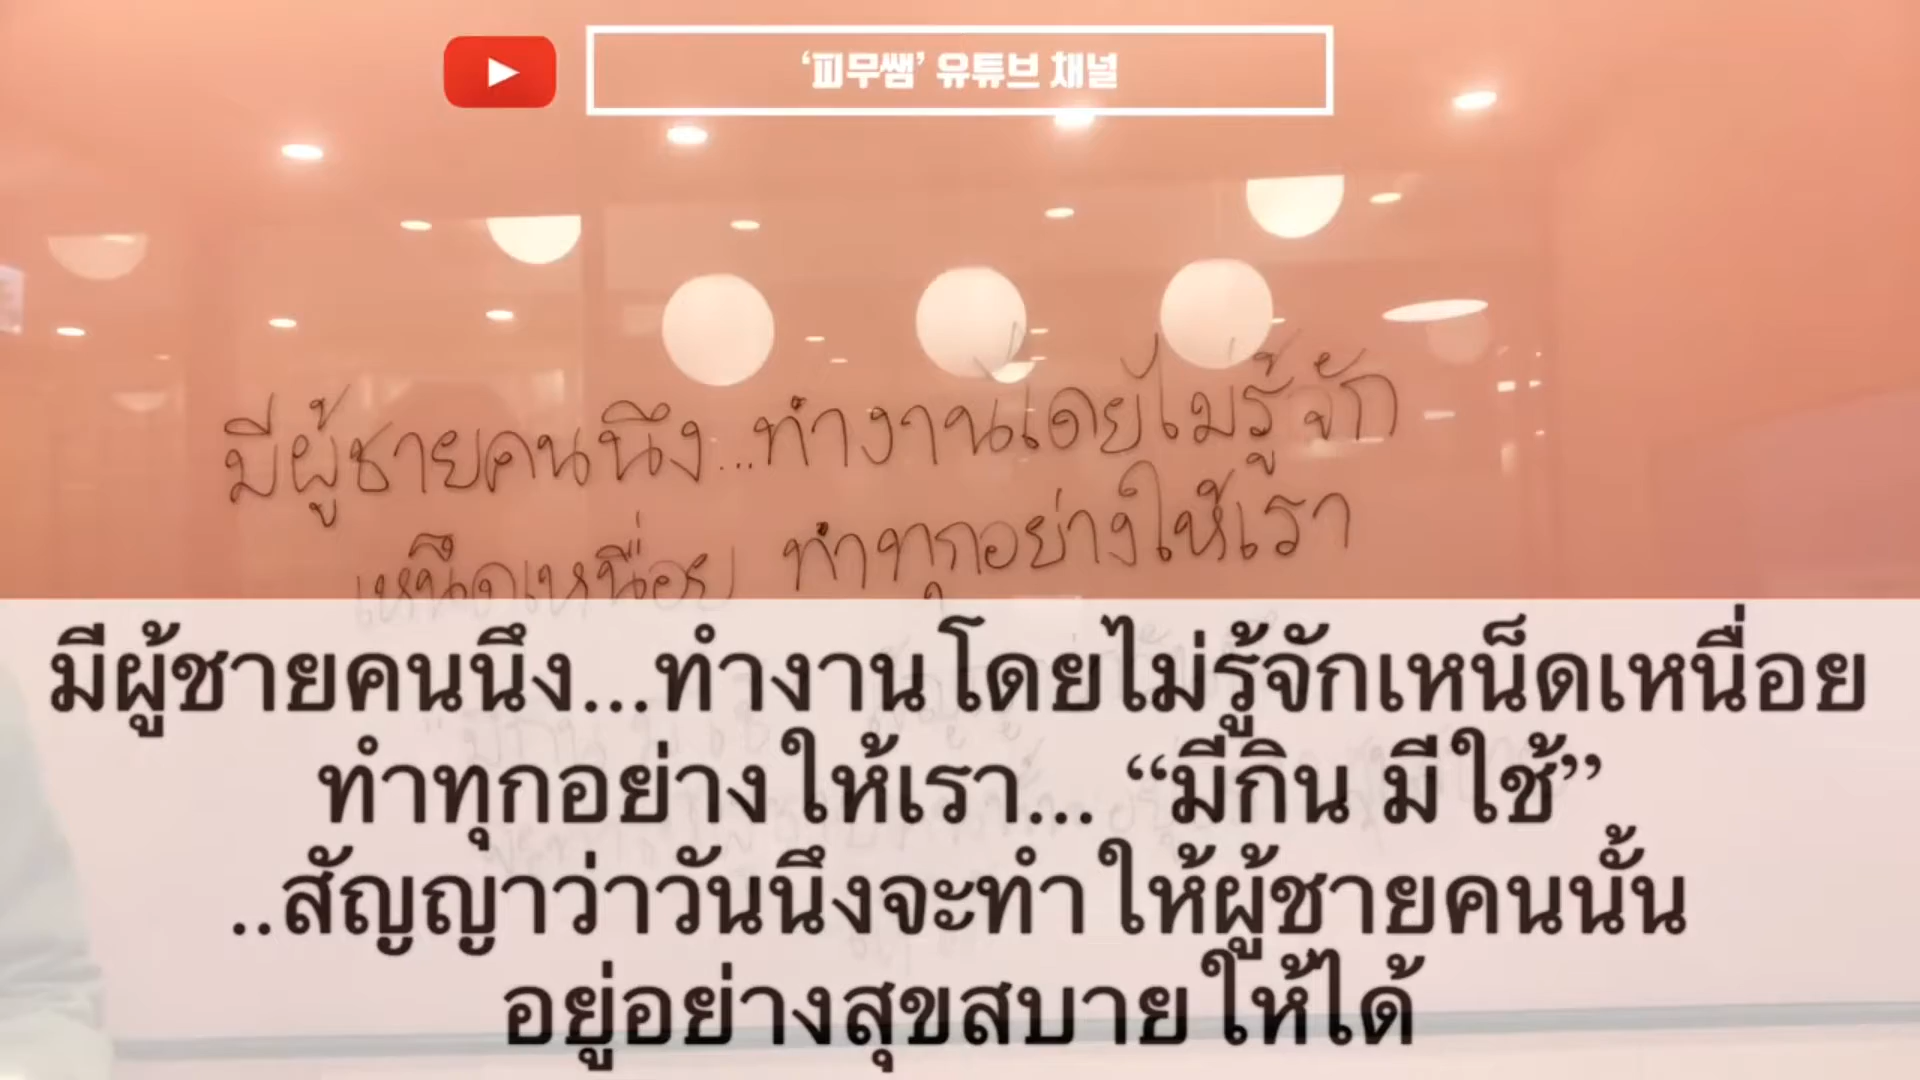 ‘피무쌤’ 유튜브 채널
มีผู้ชายคนนึง...ทำงานโดยไม่รู้จัก
เหน็ดเหนื่อย ทำทุกอย่างให้เรา
มีผู้ชายคนนึง...ทำงานโดยไม่รู้จักเหน็ดเหนื่อย
ทำทุกอย่างให้เรา... “มีกิน มีใช้”
..สัญญาว่าวันนึงจะทำให้ผู้ชายคนนั้น
อยู่อย่างสุขสบายให้ได้